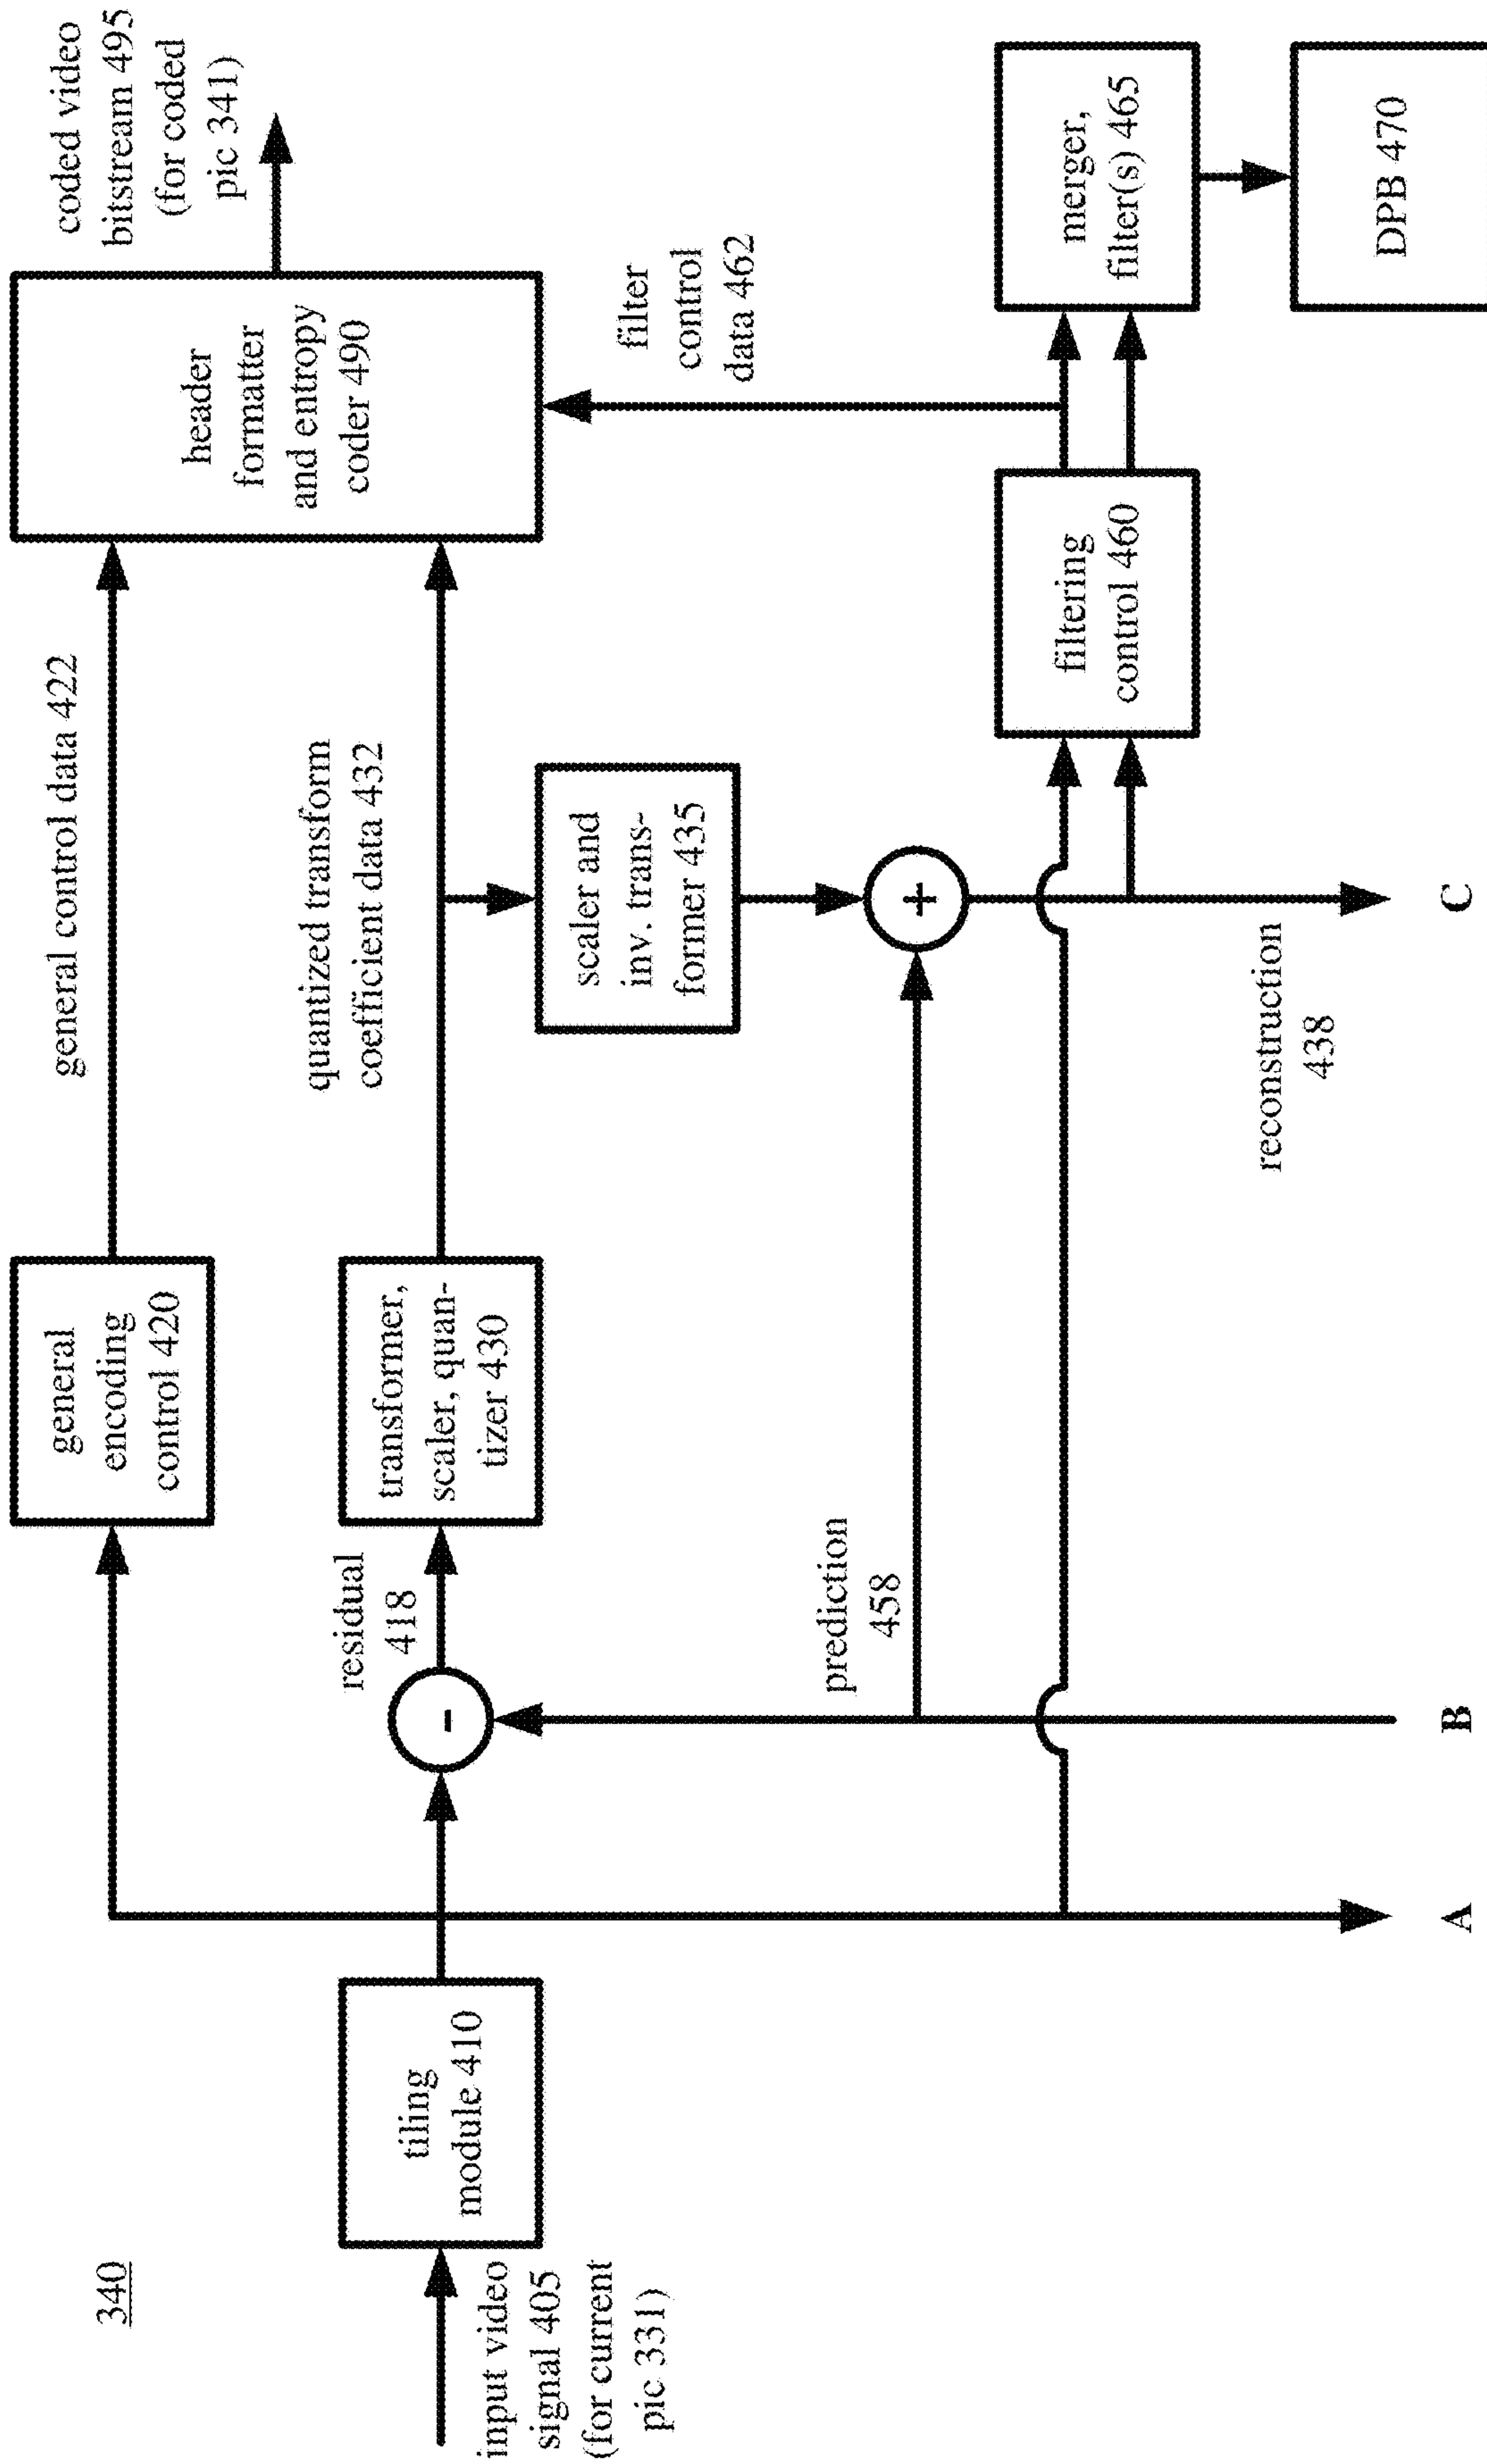 340
input video
signal 405
(for current
pic 331)
tiling
module 410
general
encoding
control 420
general control data 422
header
formatter
and entropy
coder 490
coded video
bitstream 495
(for coded
pic 341)
-
residual
418
transformer,
scaler, quan-
tizer 430
quantized transform
coefficient data 432
scaler and
inv. trans-
former 435
filter
control
data 462
prediction
458
+
filtering
control 460
merger,
filter(s) 465
DPB 470
reconstruction
438
A
B
C